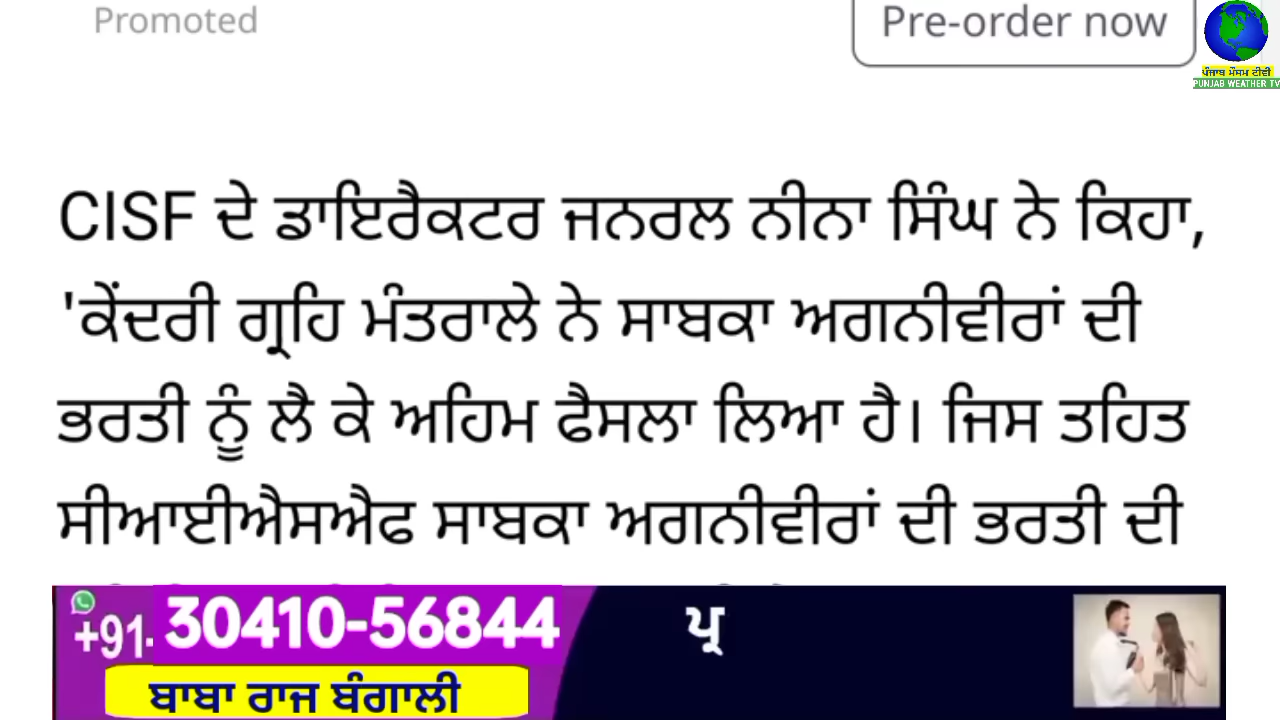 Promoted
Pre-order now
ਪੰਜਾਬ ਮੌਸਮ ਟੀਵੀ
PUNJAB WEATHER TV
CISF ਦੇ ਡਾਇਰੈਕਟਰ ਜਨਰਲ ਨੀਨਾ ਸਿੰਘ ਨੇ ਕਿਹਾ,
'ਕੇਂਦਰੀ ਗ੍ਰਹਿ ਮੰਤਰਾਲੇ ਨੇ ਸਾਬਕਾ ਅਗਨੀਵੀਰਾਂ ਦੀ
ਭਰਤੀ ਨੂੰ ਲੈ ਕੇ ਅਹਿਮ ਫੈਸਲਾ ਲਿਆ ਹੈ। ਜਿਸ ਤਹਿਤ
ਸੀਆਈਐਸਐਫ ਸਾਬਕਾ ਅਗਨੀਵੀਰਾਂ ਦੀ ਭਰਤੀ ਦੀ
+91. 30410-56844
ਪ੍ਰ
ਬਾਬਾ ਰਾਜ ਬੰਗਾਲੀ